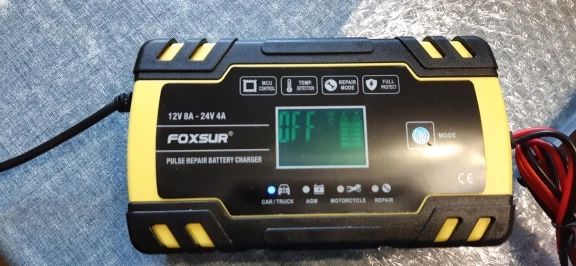 MCU CONTROL
TEMP. DETECTION
REPAIR MODE
FULL PROTECT
12V 8A - 24V 4A
FOXSUR®
PULSE REPAIR BATTERY CHARGER
OFF
MODE
CAR / TRUCK
AGM
MOTORCYCLE
REPAIR
CE